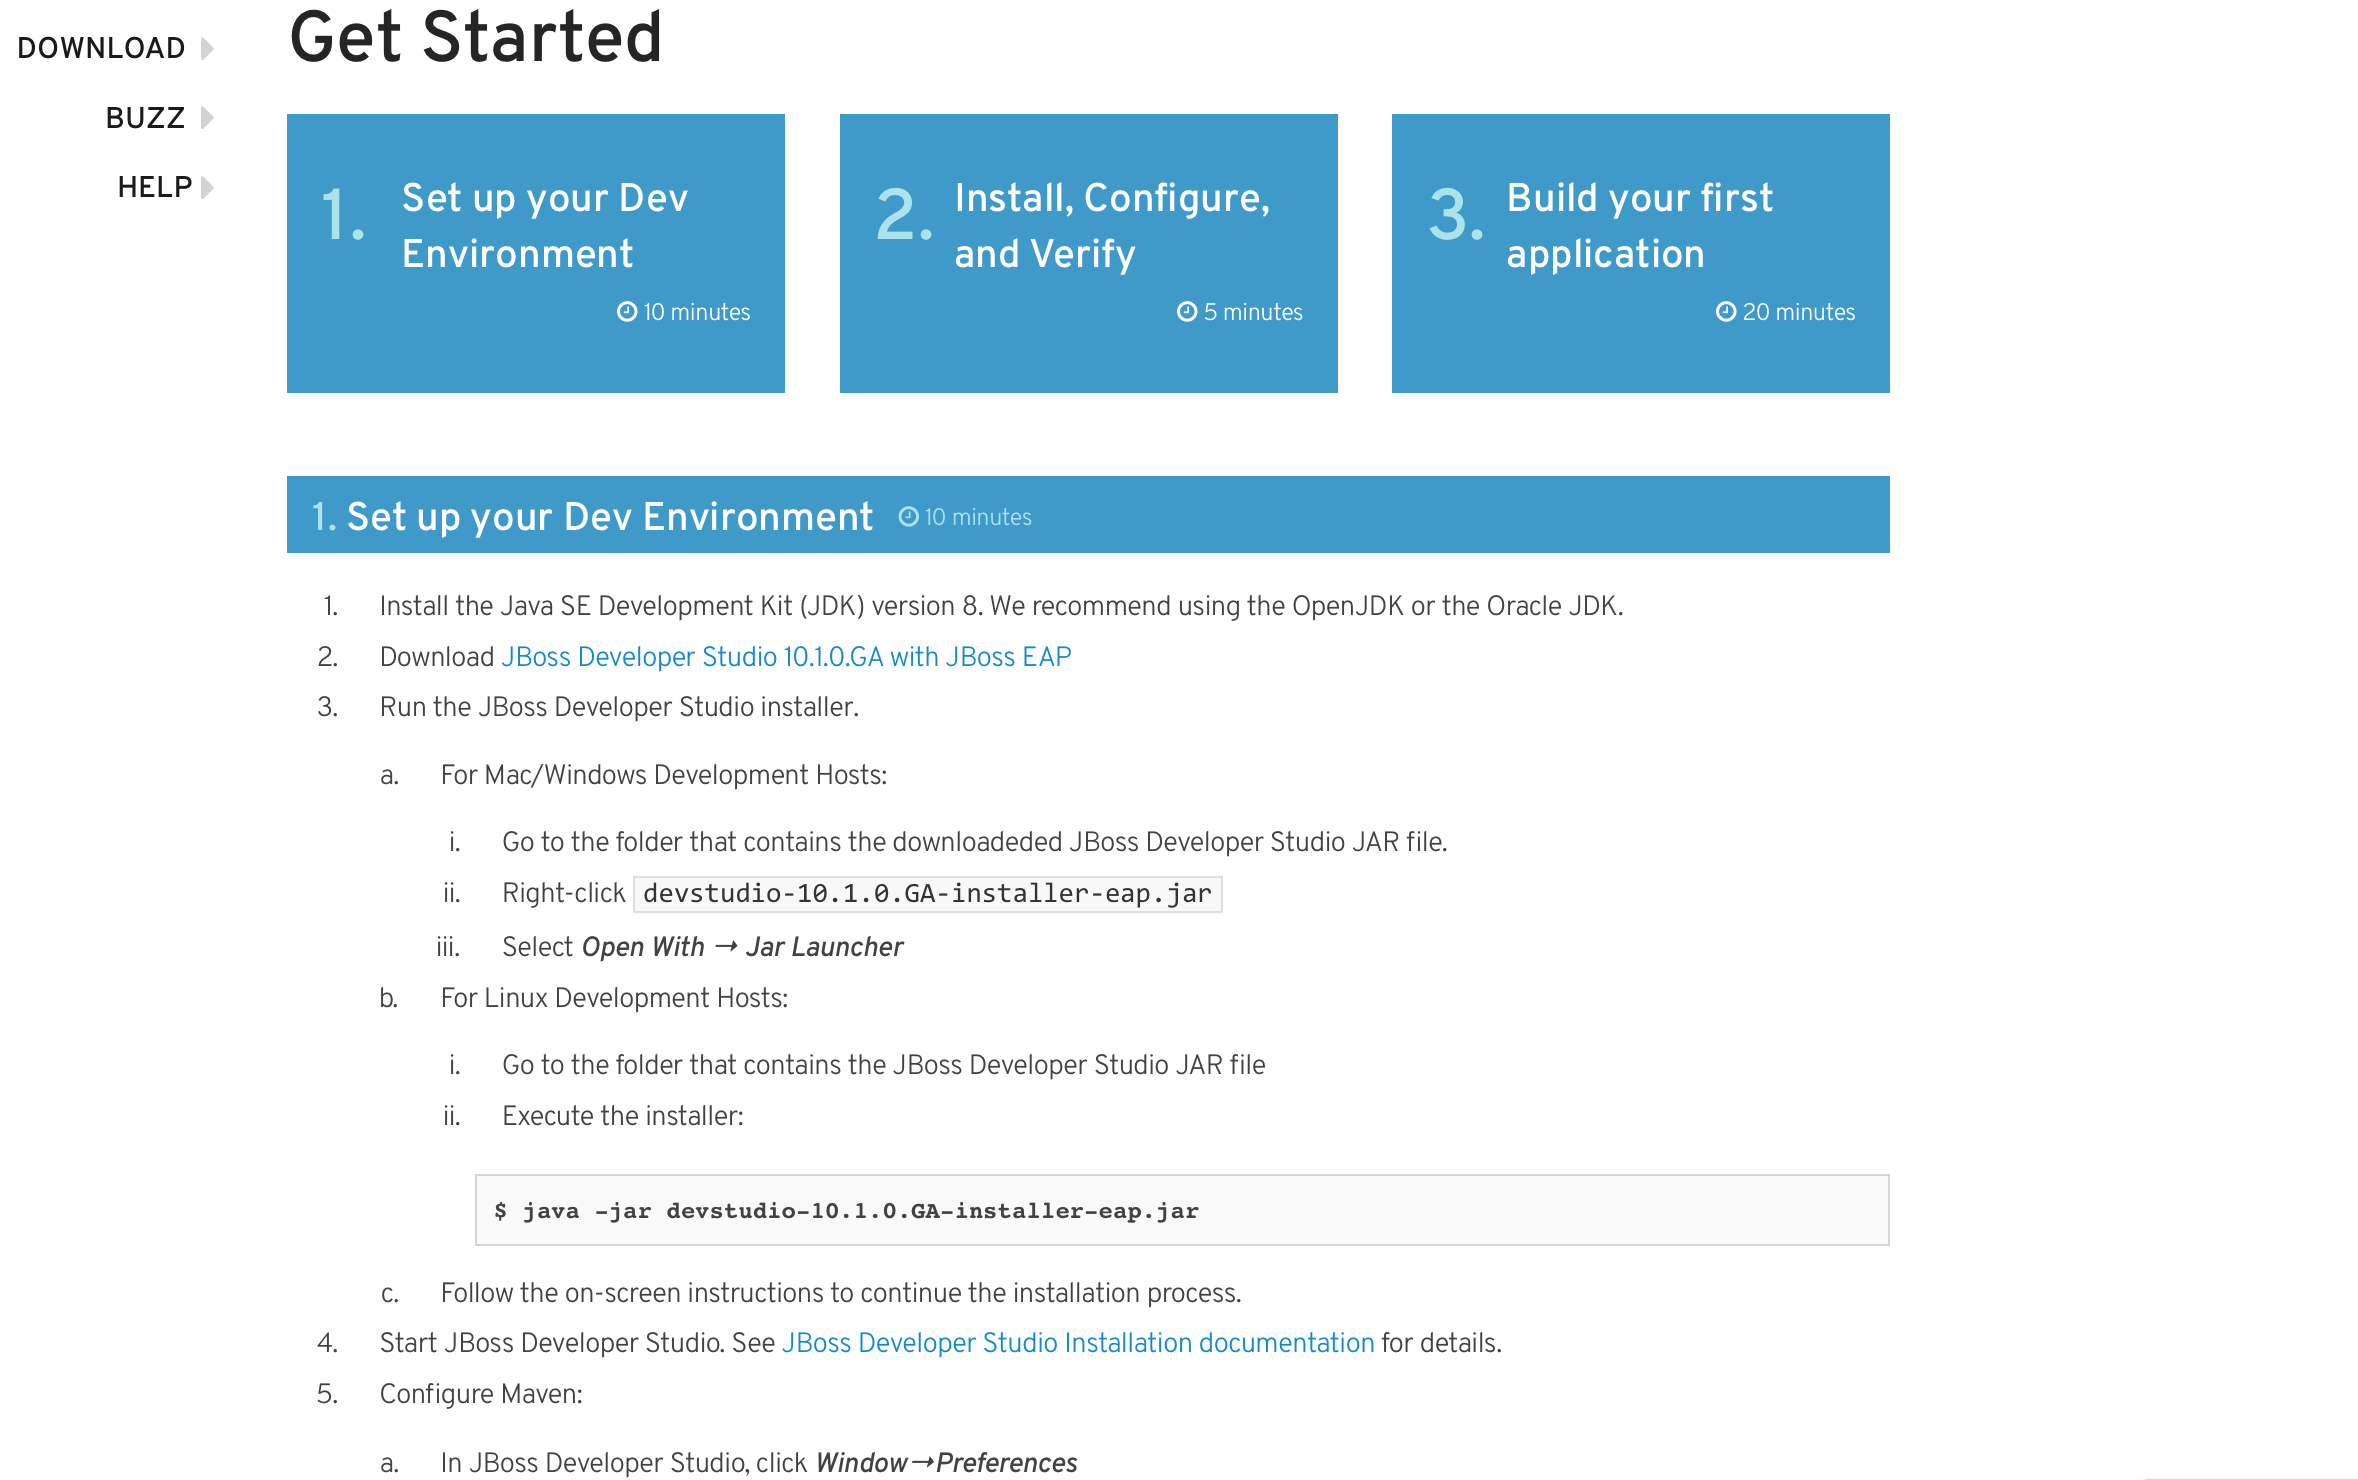 DOWNLOAD
BUZZ
HELP
Get Started
1. Set up your Dev
Environment
10 minutes
2. Install, Configure,
and Verify
5 minutes
3. Build your first
application
20 minutes
1. Set up your Dev Environment 10 minutes
1. Install the Java SE Development Kit (JDK) version 8. We recommend using the OpenJDK or the Oracle JDK.
2. Download JBoss Developer Studio 10.1.0.GA with JBoss EAP
3. Run the JBoss Developer Studio installer.
a. For Mac/Windows Development Hosts:
i. Go to the folder that contains the downloadeded JBoss Developer Studio JAR file.
ii. Right-click devstudio-10.1.0.GA-installer-eap.jar
iii. Select Open With → Jar Launcher
b. For Linux Development Hosts:
i. Go to the folder that contains the JBoss Developer Studio JAR file
ii. Execute the installer:
$ java -jar devstudio-10.1.0.GA-installer-eap.jar
c. Follow the on-screen instructions to continue the installation process.
4. Start JBoss Developer Studio. See JBoss Developer Studio Installation documentation for details.
5. Configure Maven:
a. In JBoss Developer Studio, click Window→Preferences